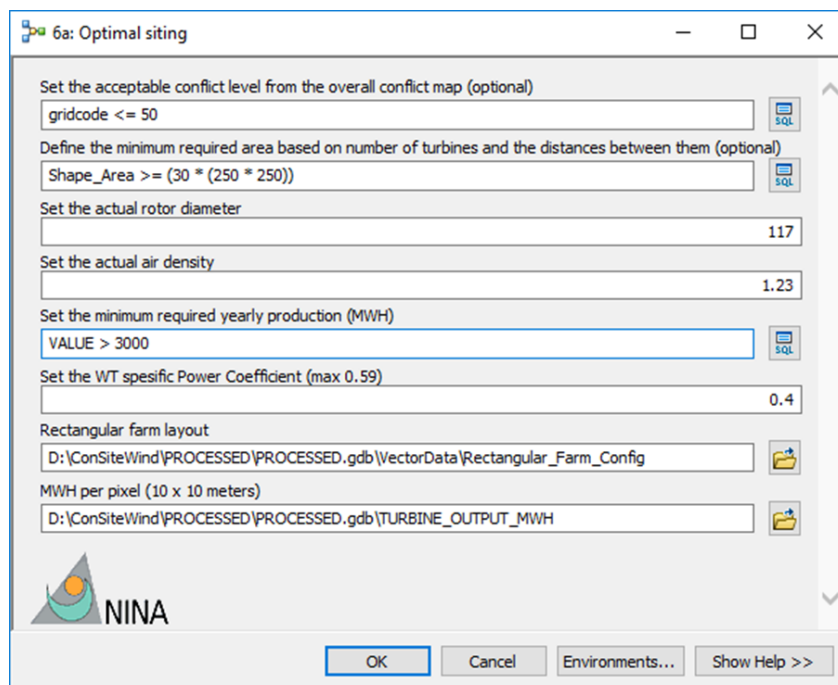 6a: Optimal siting
Set the acceptable conflict level from the overall conflict map (optional)
gridcode <= 50
SQL
Define the minimum required area based on number of turbines and the distances between them (optional)
Shape_Area >= (30 * (250 * 250))
SQL
Set the actual rotor diameter
117
Set the actual air density
1.23
Set the minimum required yearly production (MWH)
VALUE > 3000
SQL
Set the WT spesific Power Coefficient (max 0.59)
0.4
Rectangular farm layout
D:\ConSiteWind\PROCESSED\PROCESSED.gdb\VectorData\Rectangular_Farm_Config
MWH per pixel (10 x 10 meters)
D:\ConSiteWind\PROCESSED\PROCESSED.gdb\TURBINE_OUTPUT_MWH
NINA
OK
Cancel
Environments...
Show Help >>